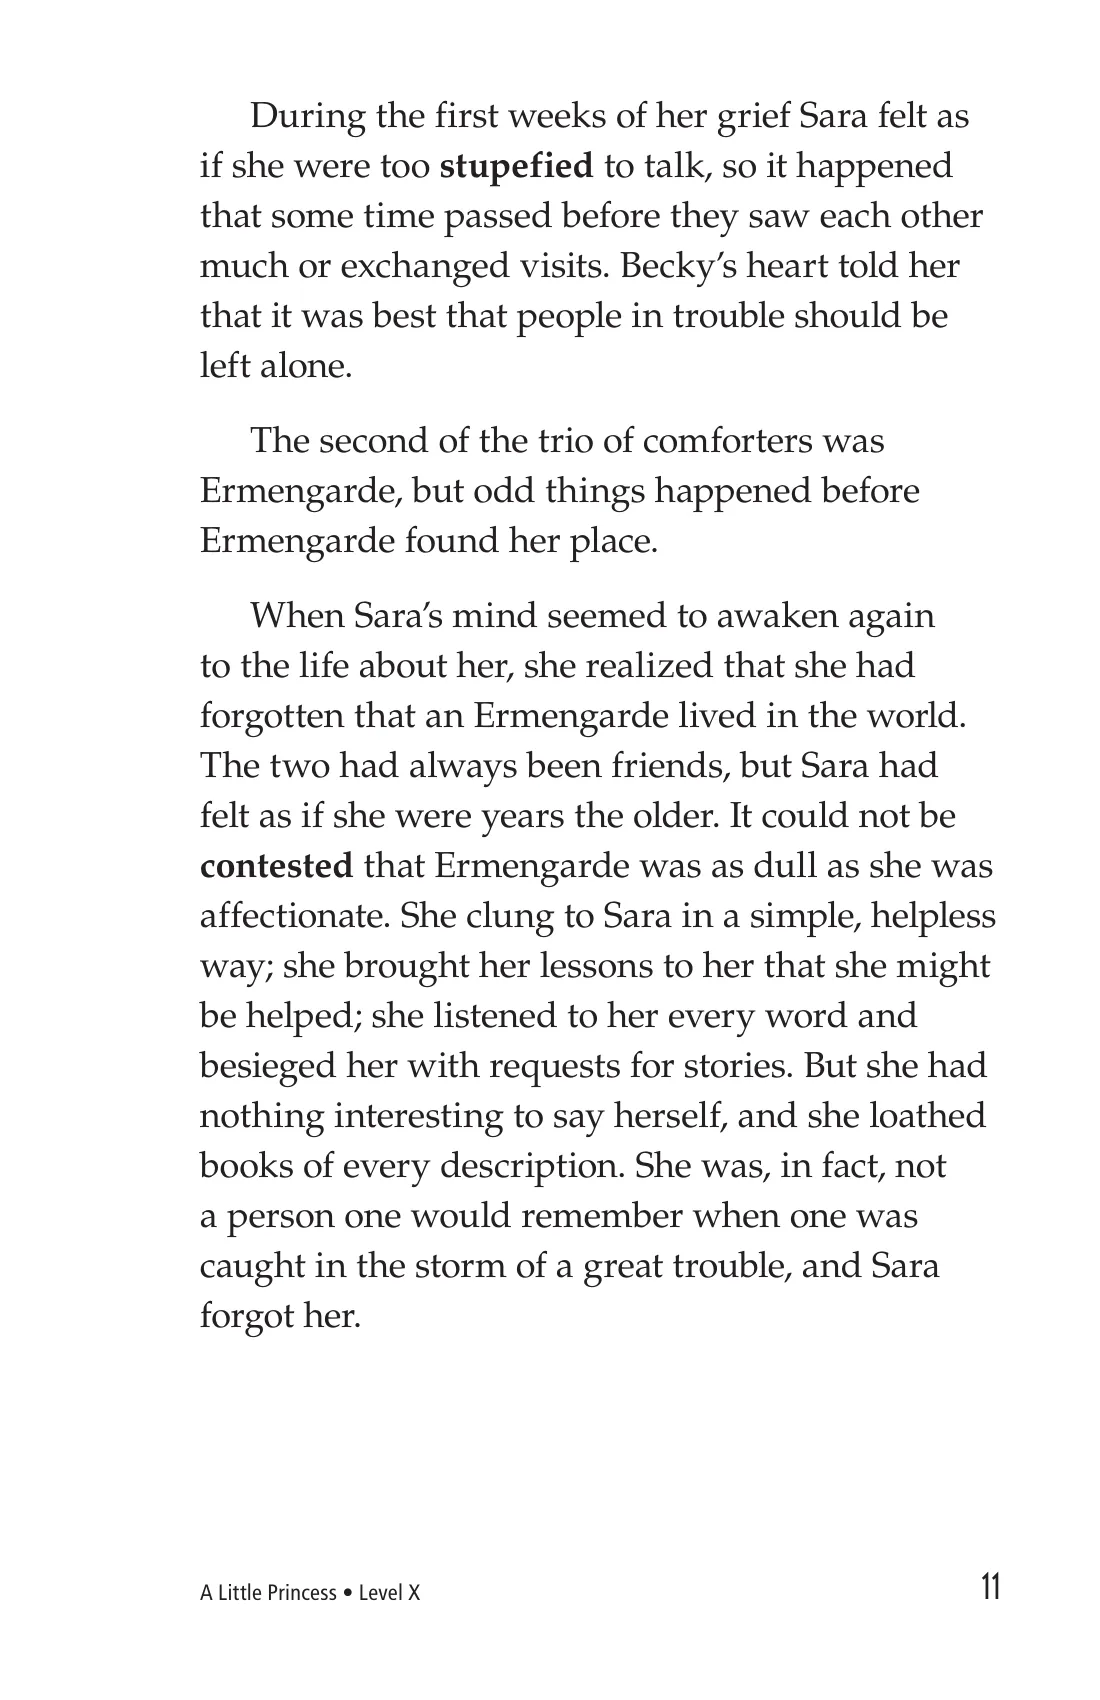 During the first weeks of her grief Sara felt as
if she were too stupefied to talk, so it happened
that some time passed before they saw each other
much or exchanged visits. Becky’s heart told her
that it was best that people in trouble should be
left alone.
The second of the trio of comforters was
Ermengarde, but odd things happened before
Ermengarde found her place.
When Sara’s mind seemed to awaken again
to the life about her, she realized that she had
forgotten that an Ermengarde lived in the world.
The two had always been friends, but Sara had
felt as if she were years the older. It could not be
contested that Ermengarde was as dull as she was
affectionate. She clung to Sara in a simple, helpless
way; she brought her lessons to her that she might
be helped; she listened to her every word and
besieged her with requests for stories. But she had
nothing interesting to say herself, and she loathed
books of every description. She was, in fact, not
a person one would remember when one was
caught in the storm of a great trouble, and Sara
forgot her.
A Little Princess • Level X
11